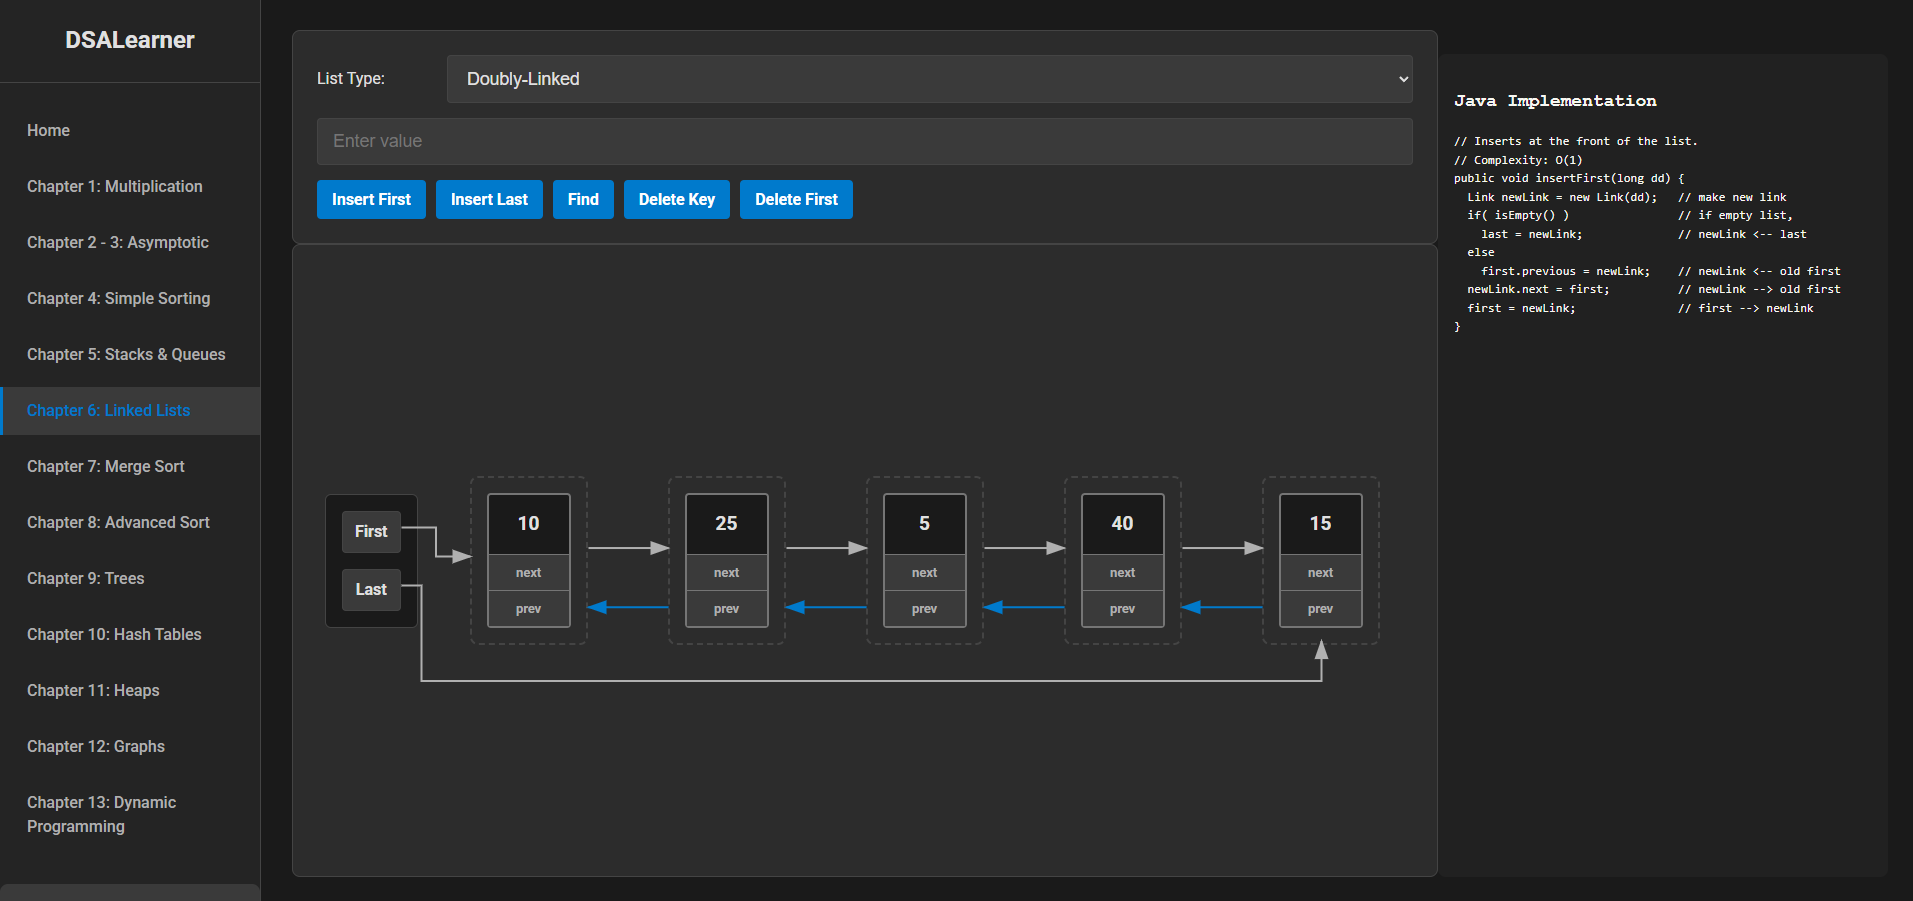 DSALearner
Home
Chapter 1: Multiplication
Chapter 2 - 3: Asymptotic
Chapter 4: Simple Sorting
Chapter 5: Stacks & Queues
Chapter 6: Linked Lists
Chapter 7: Merge Sort
Chapter 8: Advanced Sort
Chapter 9: Trees
Chapter 10: Hash Tables
Chapter 11: Heaps
Chapter 12: Graphs
Chapter 13: Dynamic
Programming
List Type:
Doubly-Linked
Enter value
Insert First
Insert Last
Find
Delete Key
Delete First
First
Last
10
next
prev
25
next
prev
5
next
prev
40
next
prev
15
next
prev
Java Implementation
// Inserts at the front of the list.
// Complexity: O(1)
public void insertFirst(long dd) {
  Link newLink = new Link(dd);   // make new link
  if( isEmpty() )                // if empty list,
    last = newLink;              // newLink <-- last
  else
    first.previous = newLink;    // newLink <-- old first
  newLink.next = first;          // newLink --> old first
  first = newLink;               // first --> newLink
}